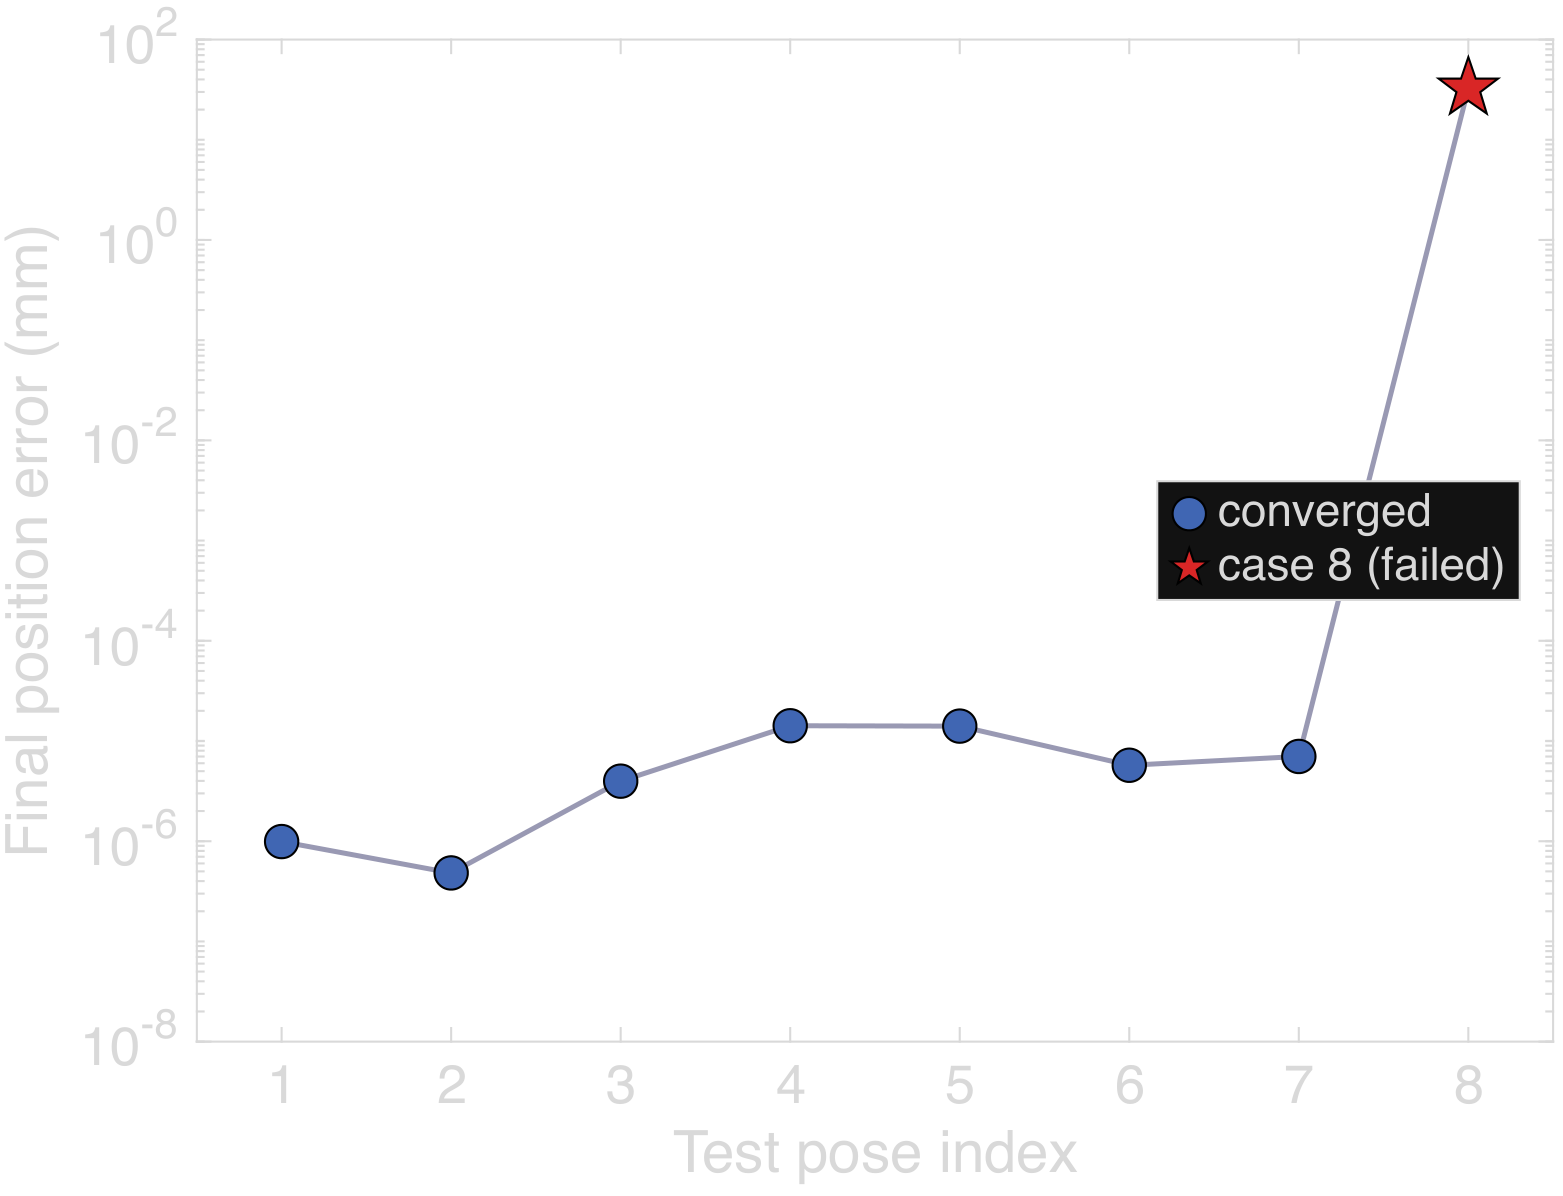 Final position error (mm)
10^2
10^0
10^-2
10^-4
10^-6
10^-8
converged
case 8 (failed)
1 2 3 4 5 6 7 8
Test pose index